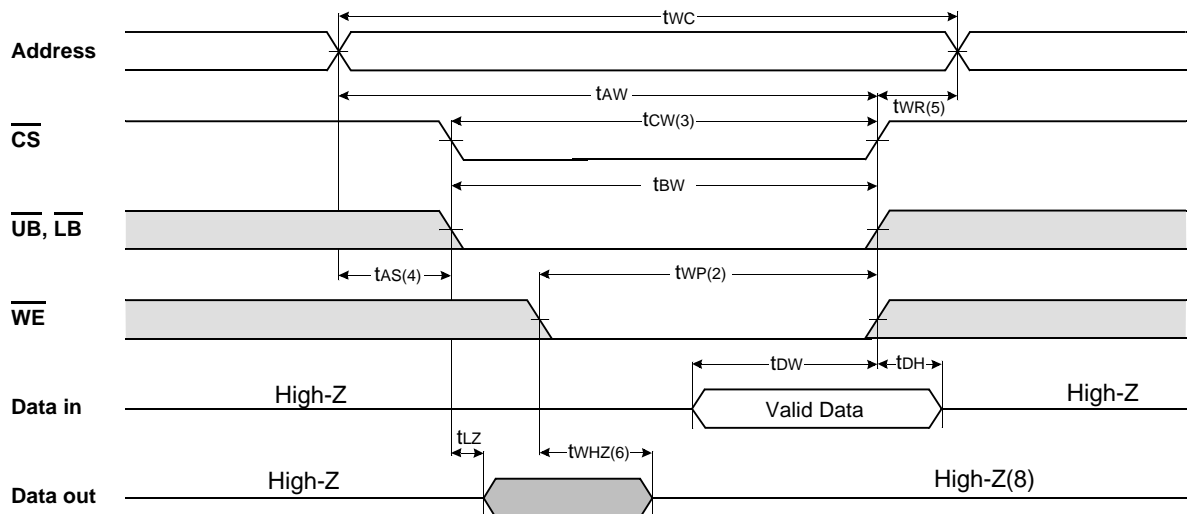 tWC
Address
tAW
tWR(5)
tCW(3)
CS
tBW
UB, LB
tAS(4)
tWP(2)
WE
tDW
tDH
High-Z
Valid Data
High-Z
Data in
tLZ
tWHZ(6)
High-Z
High-Z(8)
Data out